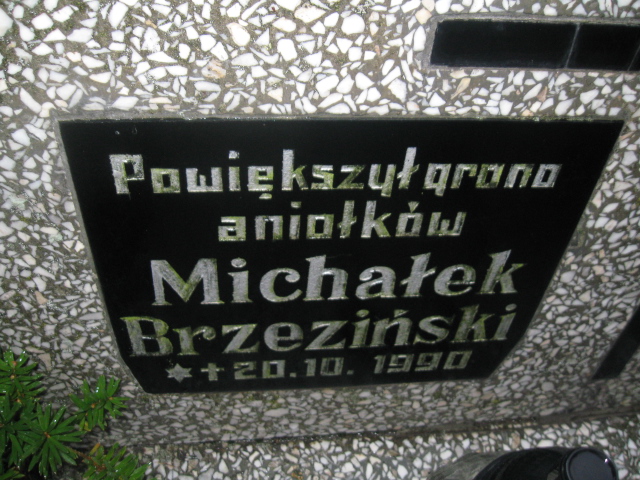 Powiększył grono
aniołków
Michałek
Brzeziński
✶ ✝ 20.10. 1990